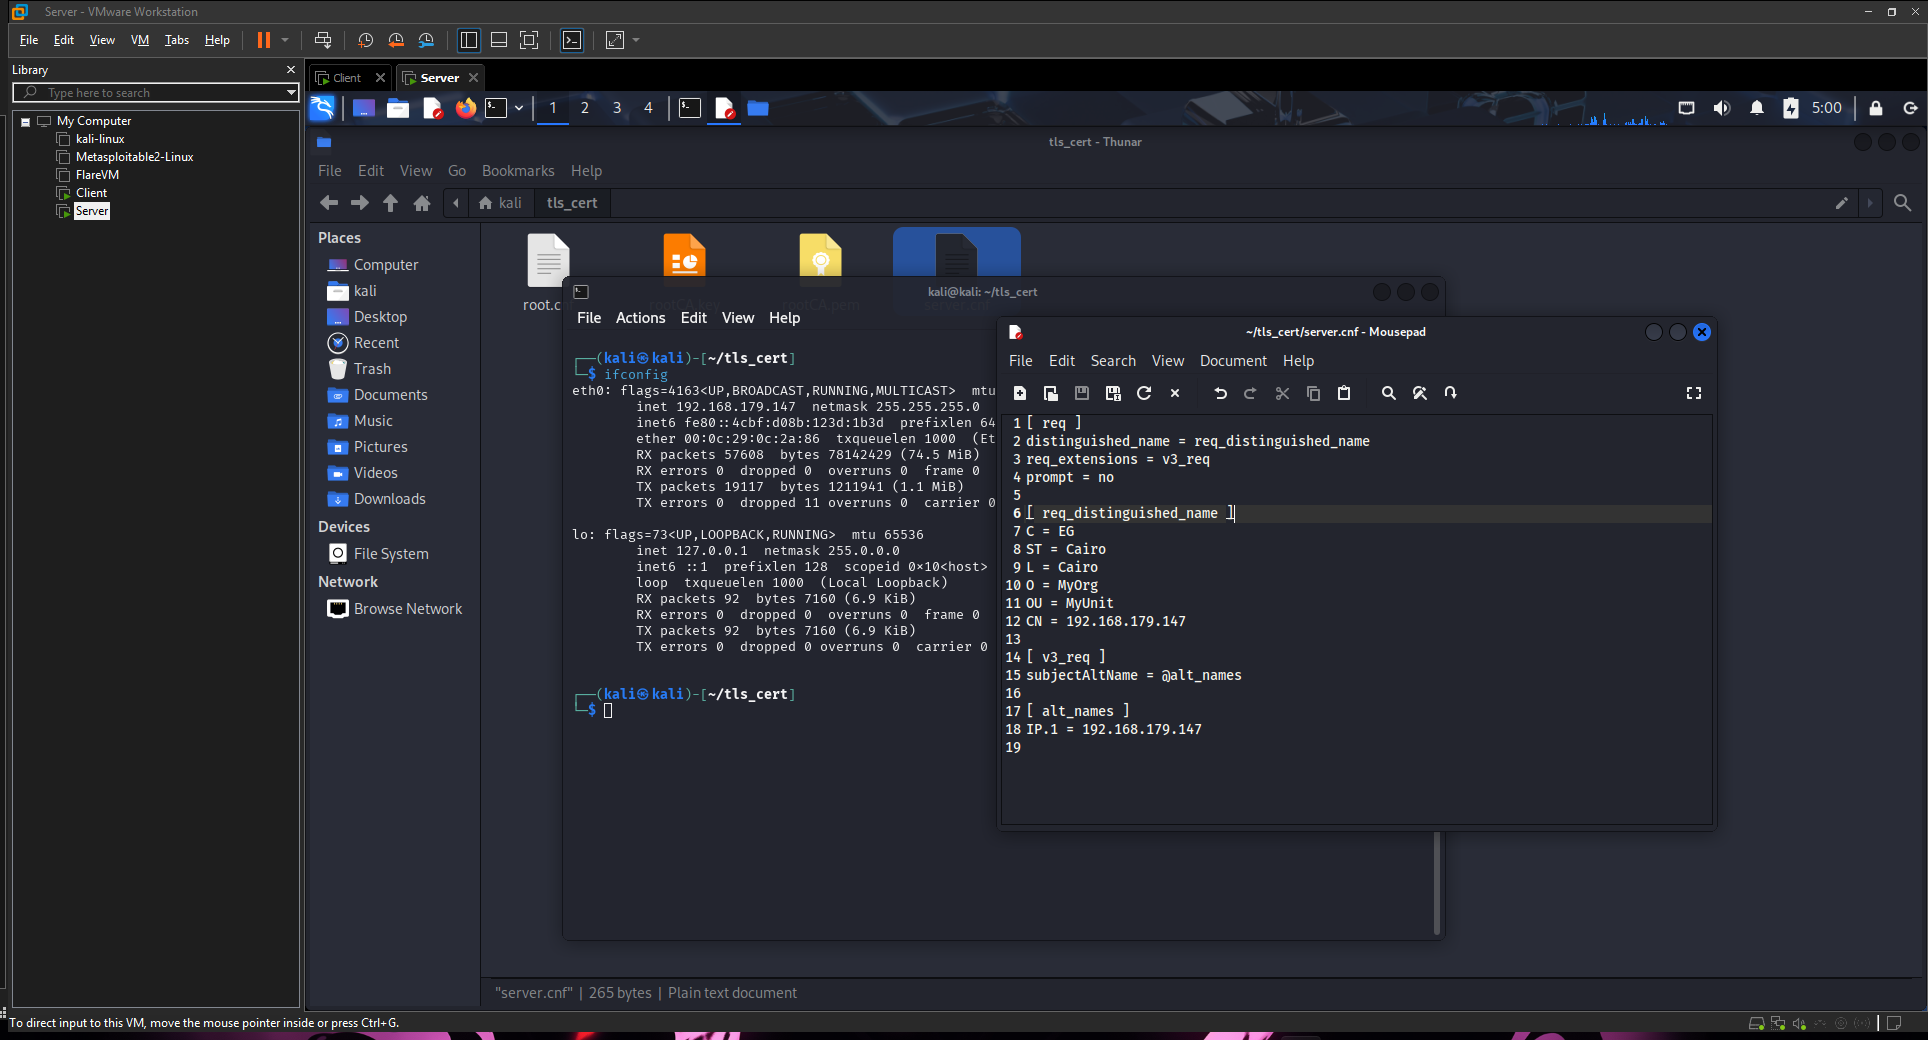 Server - VMware Workstation
File Edit View VM Tabs Help
Library
Type here to search
My Computer
kali-linux
Metasploitable2-Linux
FlareVM
Client
Server
Client
Server
1 2 3 4
5:00
tls_cert - Thunar
File Edit View Go Bookmarks Help
kali tls_cert
Places
Computer
kali
Desktop
Recent
Trash
Documents
Music
Pictures
Videos
Downloads
Devices
File System
Network
Browse Network
root.cnf rootCA.key rootCA.pem server.cnf
kali@kali: ~/tls_cert
File Actions Edit View Help
┌──(kali㉿kali)-[~/tls_cert]
└─$ ifconfig
eth0: flags=4163<UP,BROADCAST,RUNNING,MULTICAST>  mtu
inet 192.168.179.147  netmask 255.255.255.0
inet6 fe80::4cbf:d08b:123d:1b3d  prefixlen 64
ether 00:0c:29:0c:2a:86  txqueuelen 1000  (Et
RX packets 57608  bytes 78142429 (74.5 MiB)
RX errors 0  dropped 0  overruns 0  frame 0
TX packets 19117  bytes 1211941 (1.1 MiB)
TX errors 0  dropped 11 overruns 0  carrier 0
lo: flags=73<UP,LOOPBACK,RUNNING>  mtu 65536
inet 127.0.0.1  netmask 255.0.0.0
inet6 ::1  prefixlen 128  scopeid 0×10<host>
loop  txqueuelen 1000  (Local Loopback)
RX packets 92  bytes 7160 (6.9 KiB)
RX errors 0  dropped 0  overruns 0  frame 0
TX packets 92  bytes 7160 (6.9 KiB)
TX errors 0  dropped 0 overruns 0  carrier 0
┌──(kali㉿kali)-[~/tls_cert]
└─$
~/tls_cert/server.cnf - Mousepad
File Edit Search View Document Help
1 [ req ]
2 distinguished_name = req_distinguished_name
3 req_extensions = v3_req
4 prompt = no
5
6 [ req_distinguished_name ]
7 C = EG
8 ST = Cairo
9 L = Cairo
10 O = MyOrg
11 OU = MyUnit
12 CN = 192.168.179.147
13
14 [ v3_req ]
15 subjectAltName = @alt_names
16
17 [ alt_names ]
18 IP.1 = 192.168.179.147
19
"server.cnf" | 265 bytes | Plain text document
To direct input to this VM, move the mouse pointer inside or press Ctrl+G.